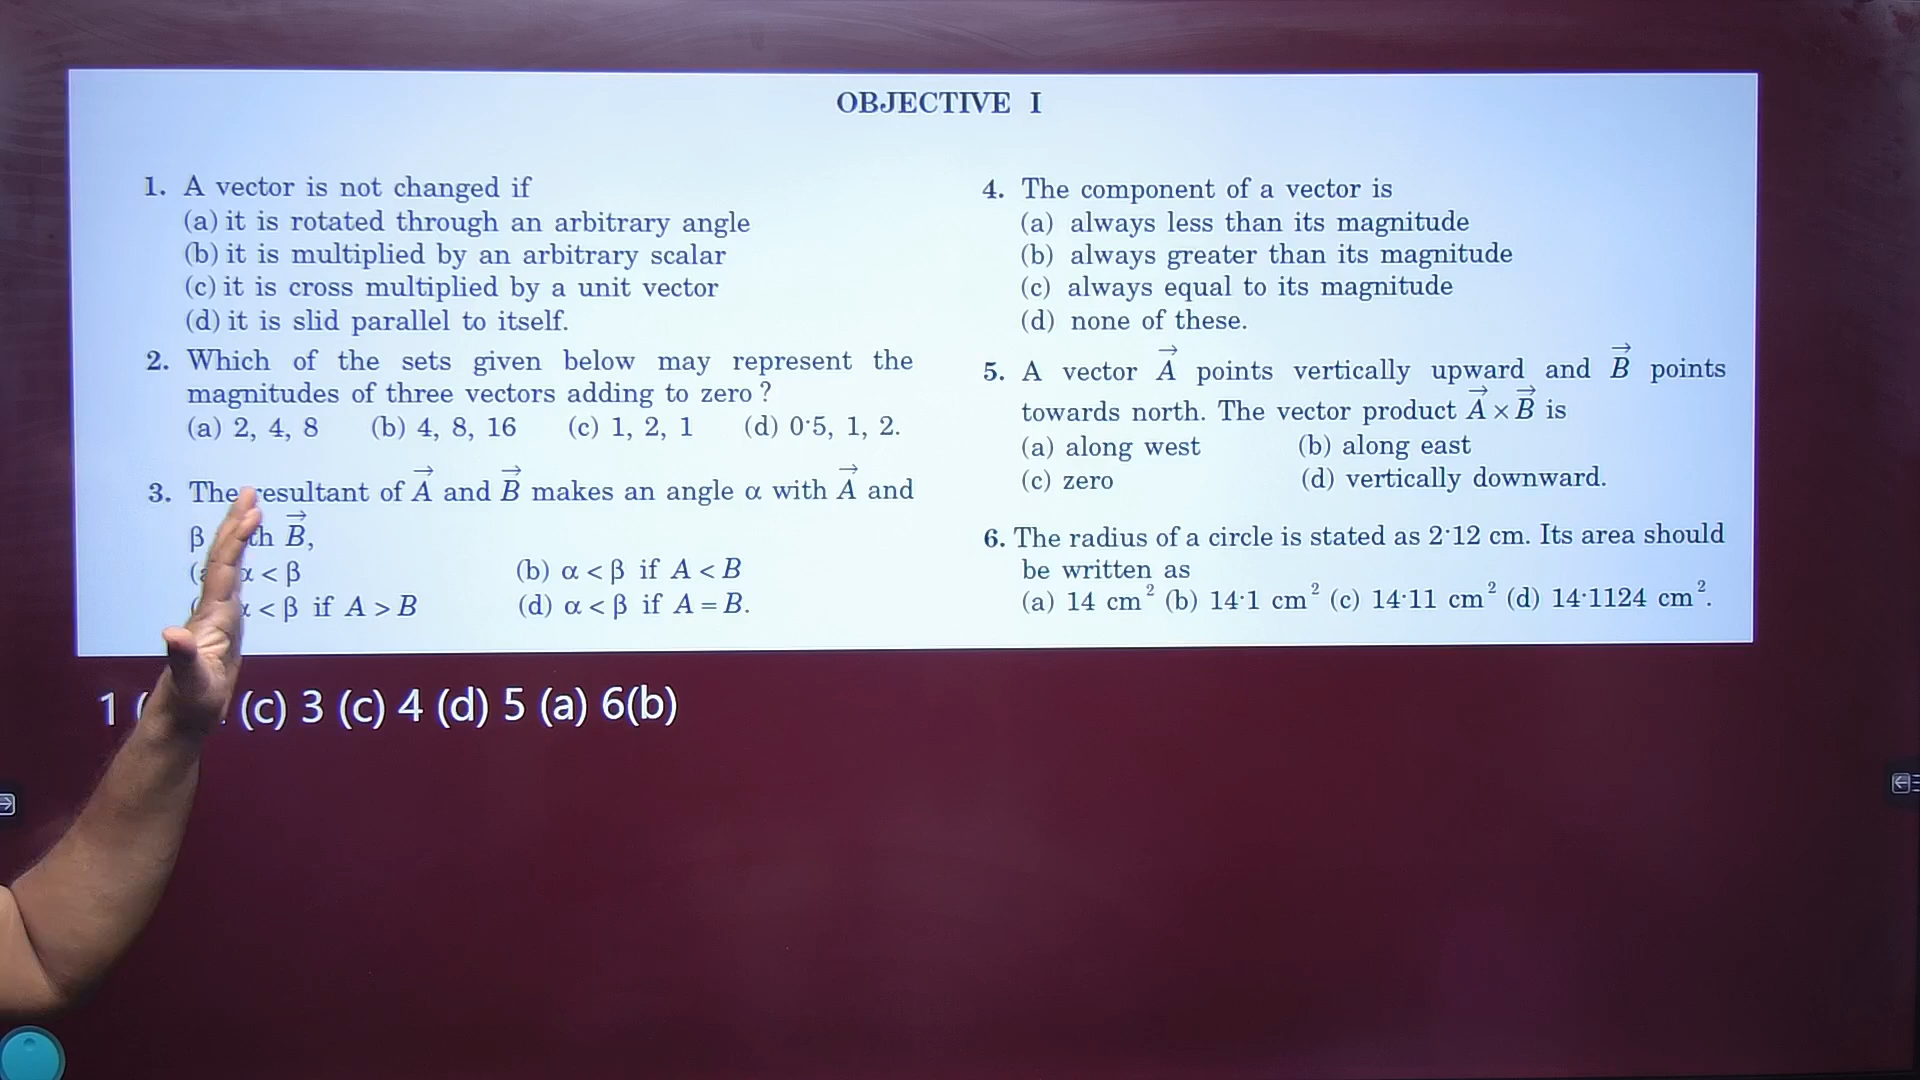 OBJECTIVE I
1. A vector is not changed if
(a) it is rotated through an arbitrary angle
(b) it is multiplied by an arbitrary scalar
(c) it is cross multiplied by a unit vector
(d) it is slid parallel to itself.
2. Which of the sets given below may represent the
magnitudes of three vectors adding to zero ?
(a) 2, 4, 8 (b) 4, 8, 16 (c) 1, 2, 1 (d) 0·5, 1, 2.
3. The resultant of A⃗ and B⃗ makes an angle α with A⃗ and
β B⃗,
α < β (b) α < β if A < B
α < β if A > B (d) α < β if A = B.
4. The component of a vector is
(a) always less than its magnitude
(b) always greater than its magnitude
(c) always equal to its magnitude
(d) none of these.
5. A vector A⃗ points vertically upward and B⃗ points
towards north. The vector product A⃗ × B⃗ is
(a) along west (b) along east
(c) zero (d) vertically downward.
6. The radius of a circle is stated as 2·12 cm. Its area should
be written as
(a) 14 cm² (b) 14·1 cm² (c) 14·11 cm² (d) 14·1124 cm².
1 (c) 3 (c) 4 (d) 5 (a) 6(b)